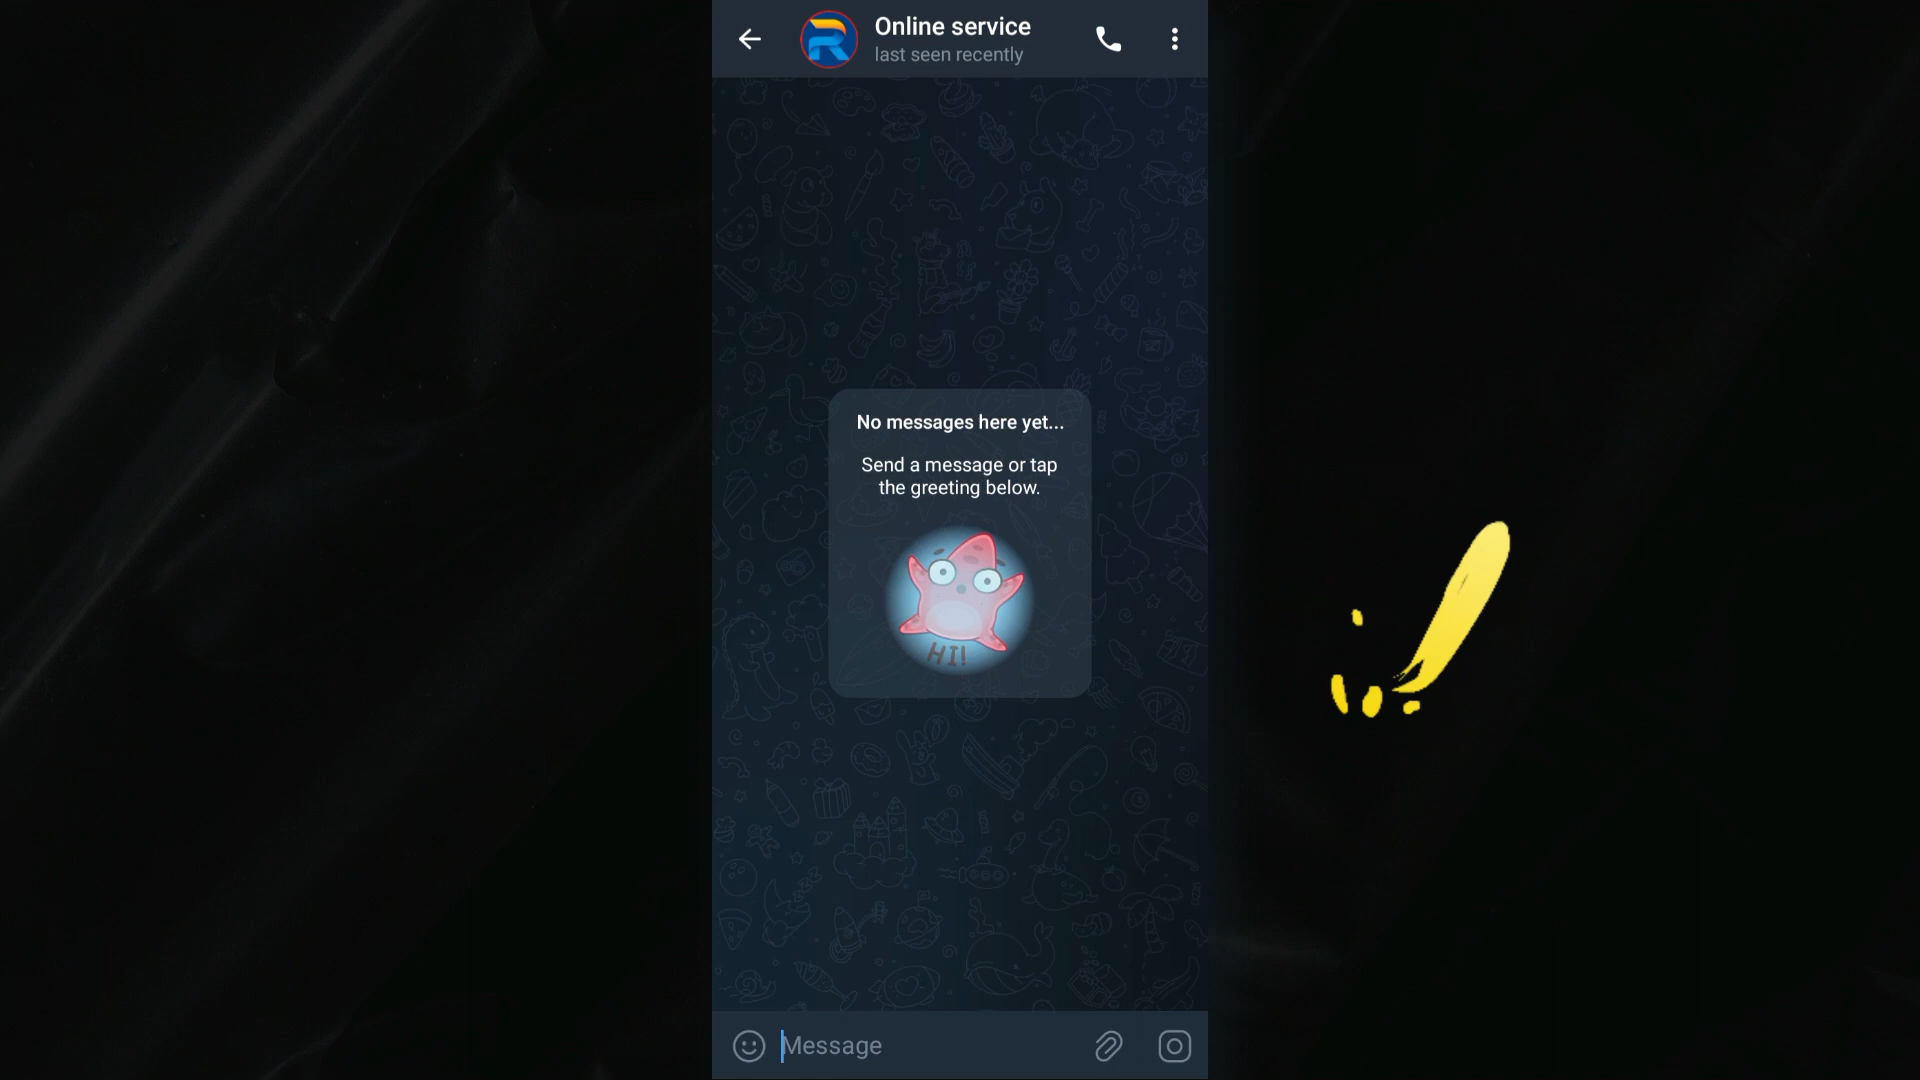 Online service
last seen recently
No messages here yet...
Send a message or tap
the greeting below.
HI!
Message